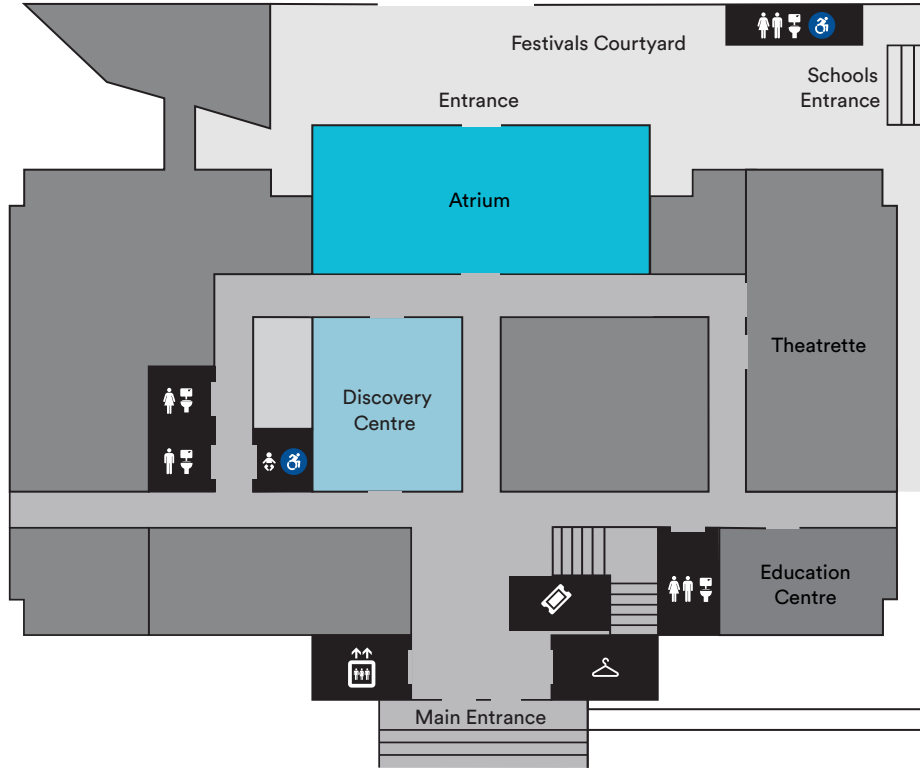 Festivals Courtyard
Schools
Entrance
Entrance
Atrium
Theatrette
Discovery
Centre
Education
Centre
Main Entrance